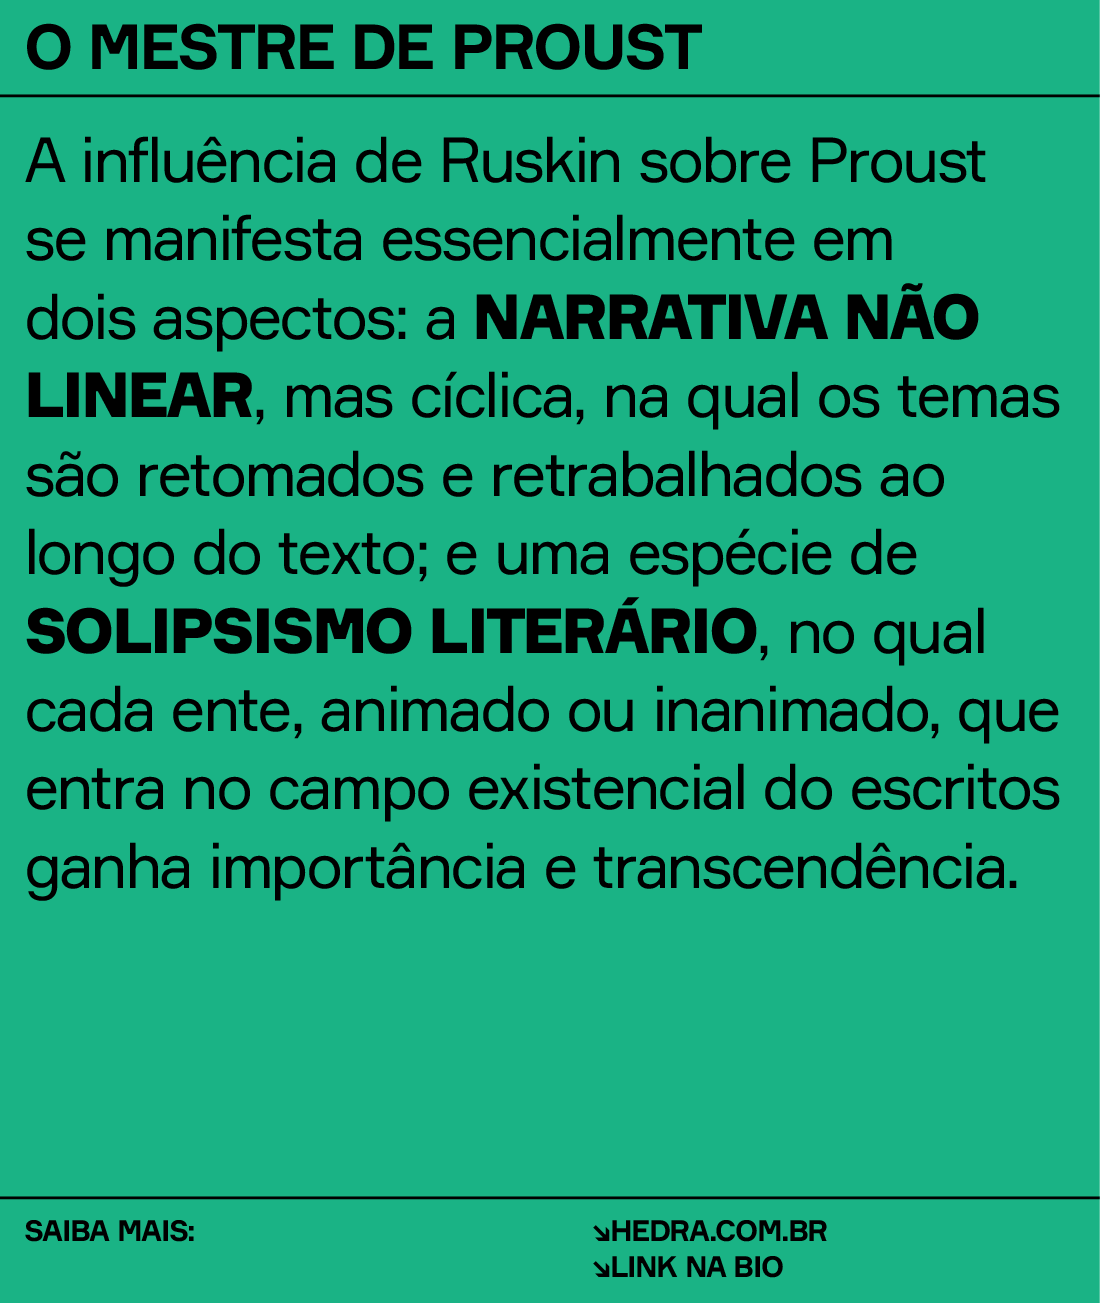 O MESTRE DE PROUST
A influência de Ruskin sobre Proust
se manifesta essencialmente em
dois aspectos: a NARRATIVA NÃO
LINEAR, mas cíclica, na qual os temas
são retomados e retrabalhados ao
longo do texto; e uma espécie de
SOLIPSISMO LITERÁRIO, no qual
cada ente, animado ou inanimado, que
entra no campo existencial do escritos
ganha importância e transcendência.
SAIBA MAIS:
↘HEDRA.COM.BR
↘LINK NA BIO